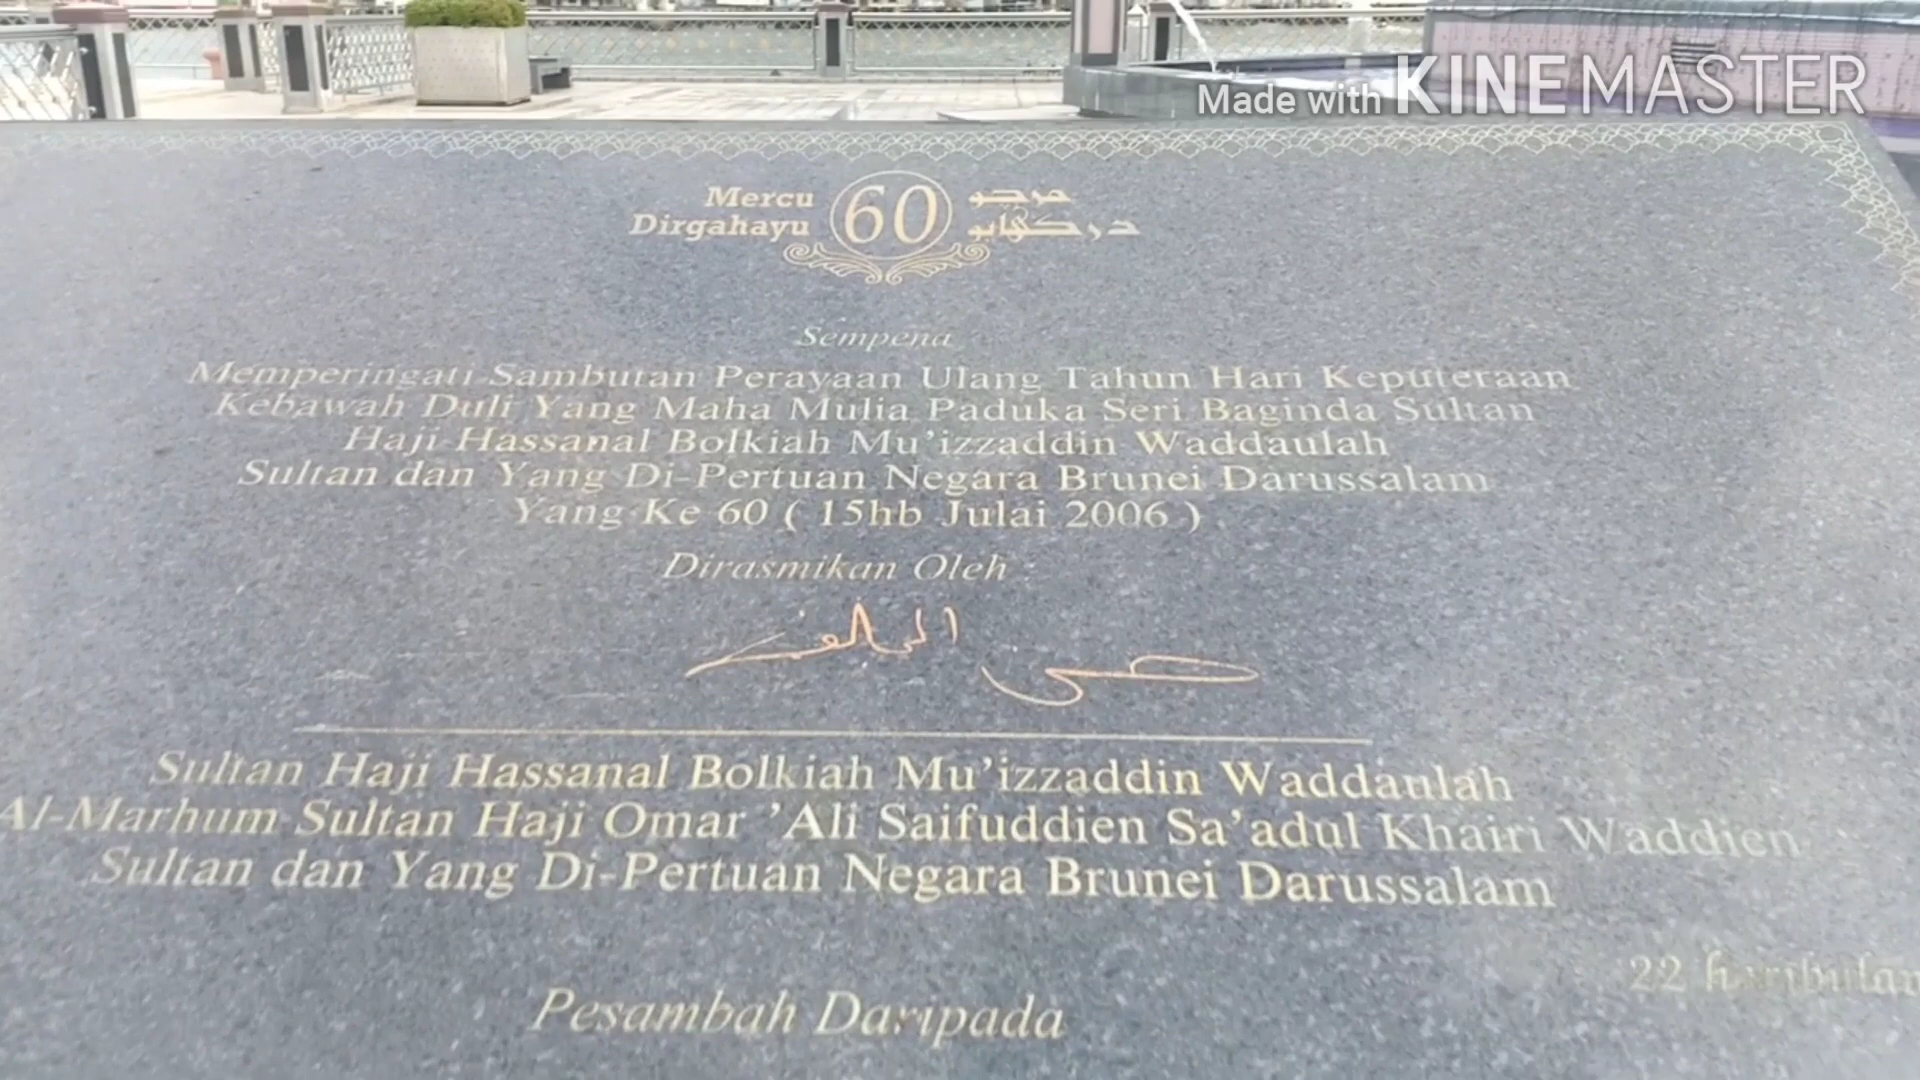 Made with KINEMASTER
Mercu 60 مرچو
Dirgahayu درڬهايو
Sempena
Memperingati Sambutan Perayaan Ulang Tahun Hari Keputeraan
Kebawah Duli Yang Maha Mulia Paduka Seri Baginda Sultan
Haji Hassanal Bolkiah Mu'izzaddin Waddaulah
Sultan dan Yang Di-Pertuan Negara Brunei Darussalam
Yang Ke 60 ( 15hb Julai 2006 )
Dirasmikan Oleh :
Sultan Haji Hassanal Bolkiah Mu'izzaddin Waddaulah
Al-Marhum Sultan Haji Omar 'Ali Saifuddien Sa'adul Khairi Waddien
Sultan dan Yang Di-Pertuan Negara Brunei Darussalam
22 haribulan
Pesambah Daripada